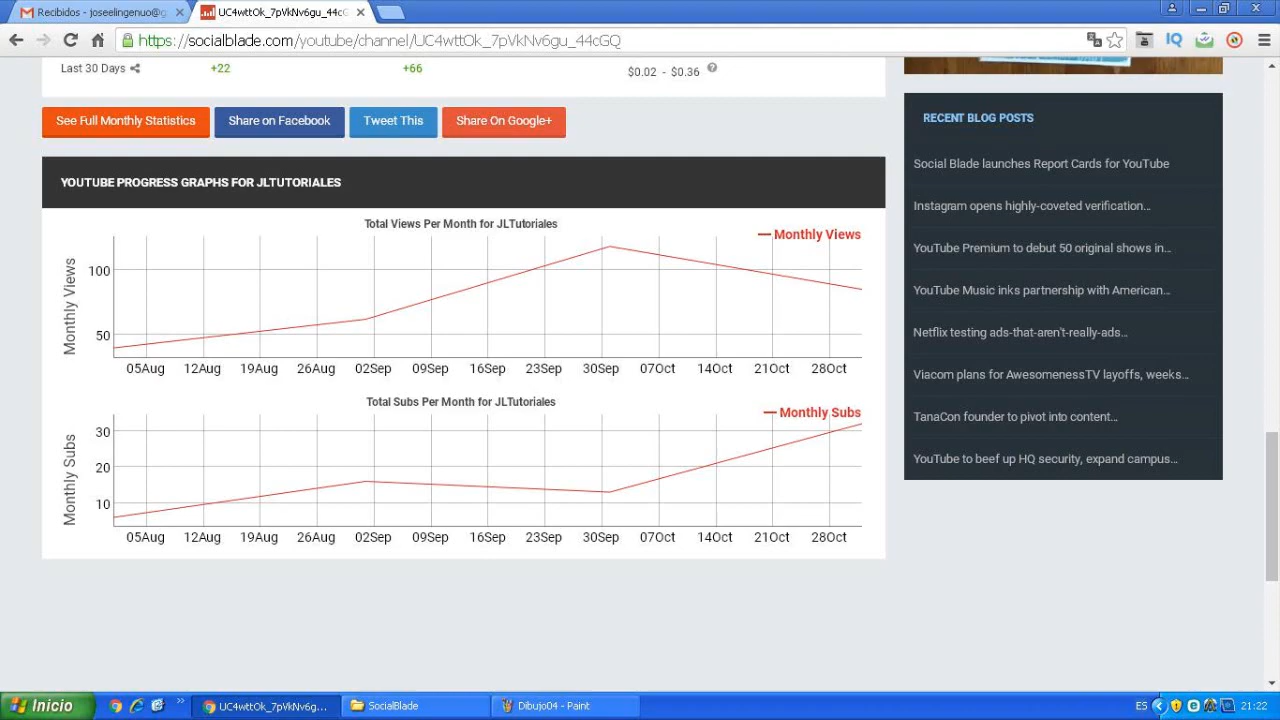 Recibidos - joseelingenuo@g
UC4wttOk_7pVkNv6gu_44cG
https://socialblade.com/youtube/channel/UC4wttOk_7pVkNv6gu_44cGQ
IQ
Last 30 Days +22 +66 $0.02 - $0.36
See Full Monthly Statistics
Share on Facebook
Tweet This
Share On Google+
YOUTUBE PROGRESS GRAPHS FOR JLTUTORIALES
Total Views Per Month for JLTutoriales
Monthly Views
Monthly Views
100
50
05Aug 12Aug 19Aug 26Aug 02Sep 09Sep 16Sep 23Sep 30Sep 07Oct 14Oct 21Oct 28Oct
Total Subs Per Month for JLTutoriales
Monthly Subs
Monthly Subs
30
20
10
05Aug 12Aug 19Aug 26Aug 02Sep 09Sep 16Sep 23Sep 30Sep 07Oct 14Oct 21Oct 28Oct
RECENT BLOG POSTS
Social Blade launches Report Cards for YouTube
Instagram opens highly-coveted verification...
YouTube Premium to debut 50 original shows in...
YouTube Music inks partnership with American...
Netflix testing ads-that-aren't-really-ads...
Viacom plans for AwesomenessTV layoffs, weeks...
TanaCon founder to pivot into content...
YouTube to beef up HQ security, expand campus...
Inicio
UC4wttOk_7pVkNv6g...
SocialBlade
Dibujo04 - Paint
ES
21:22